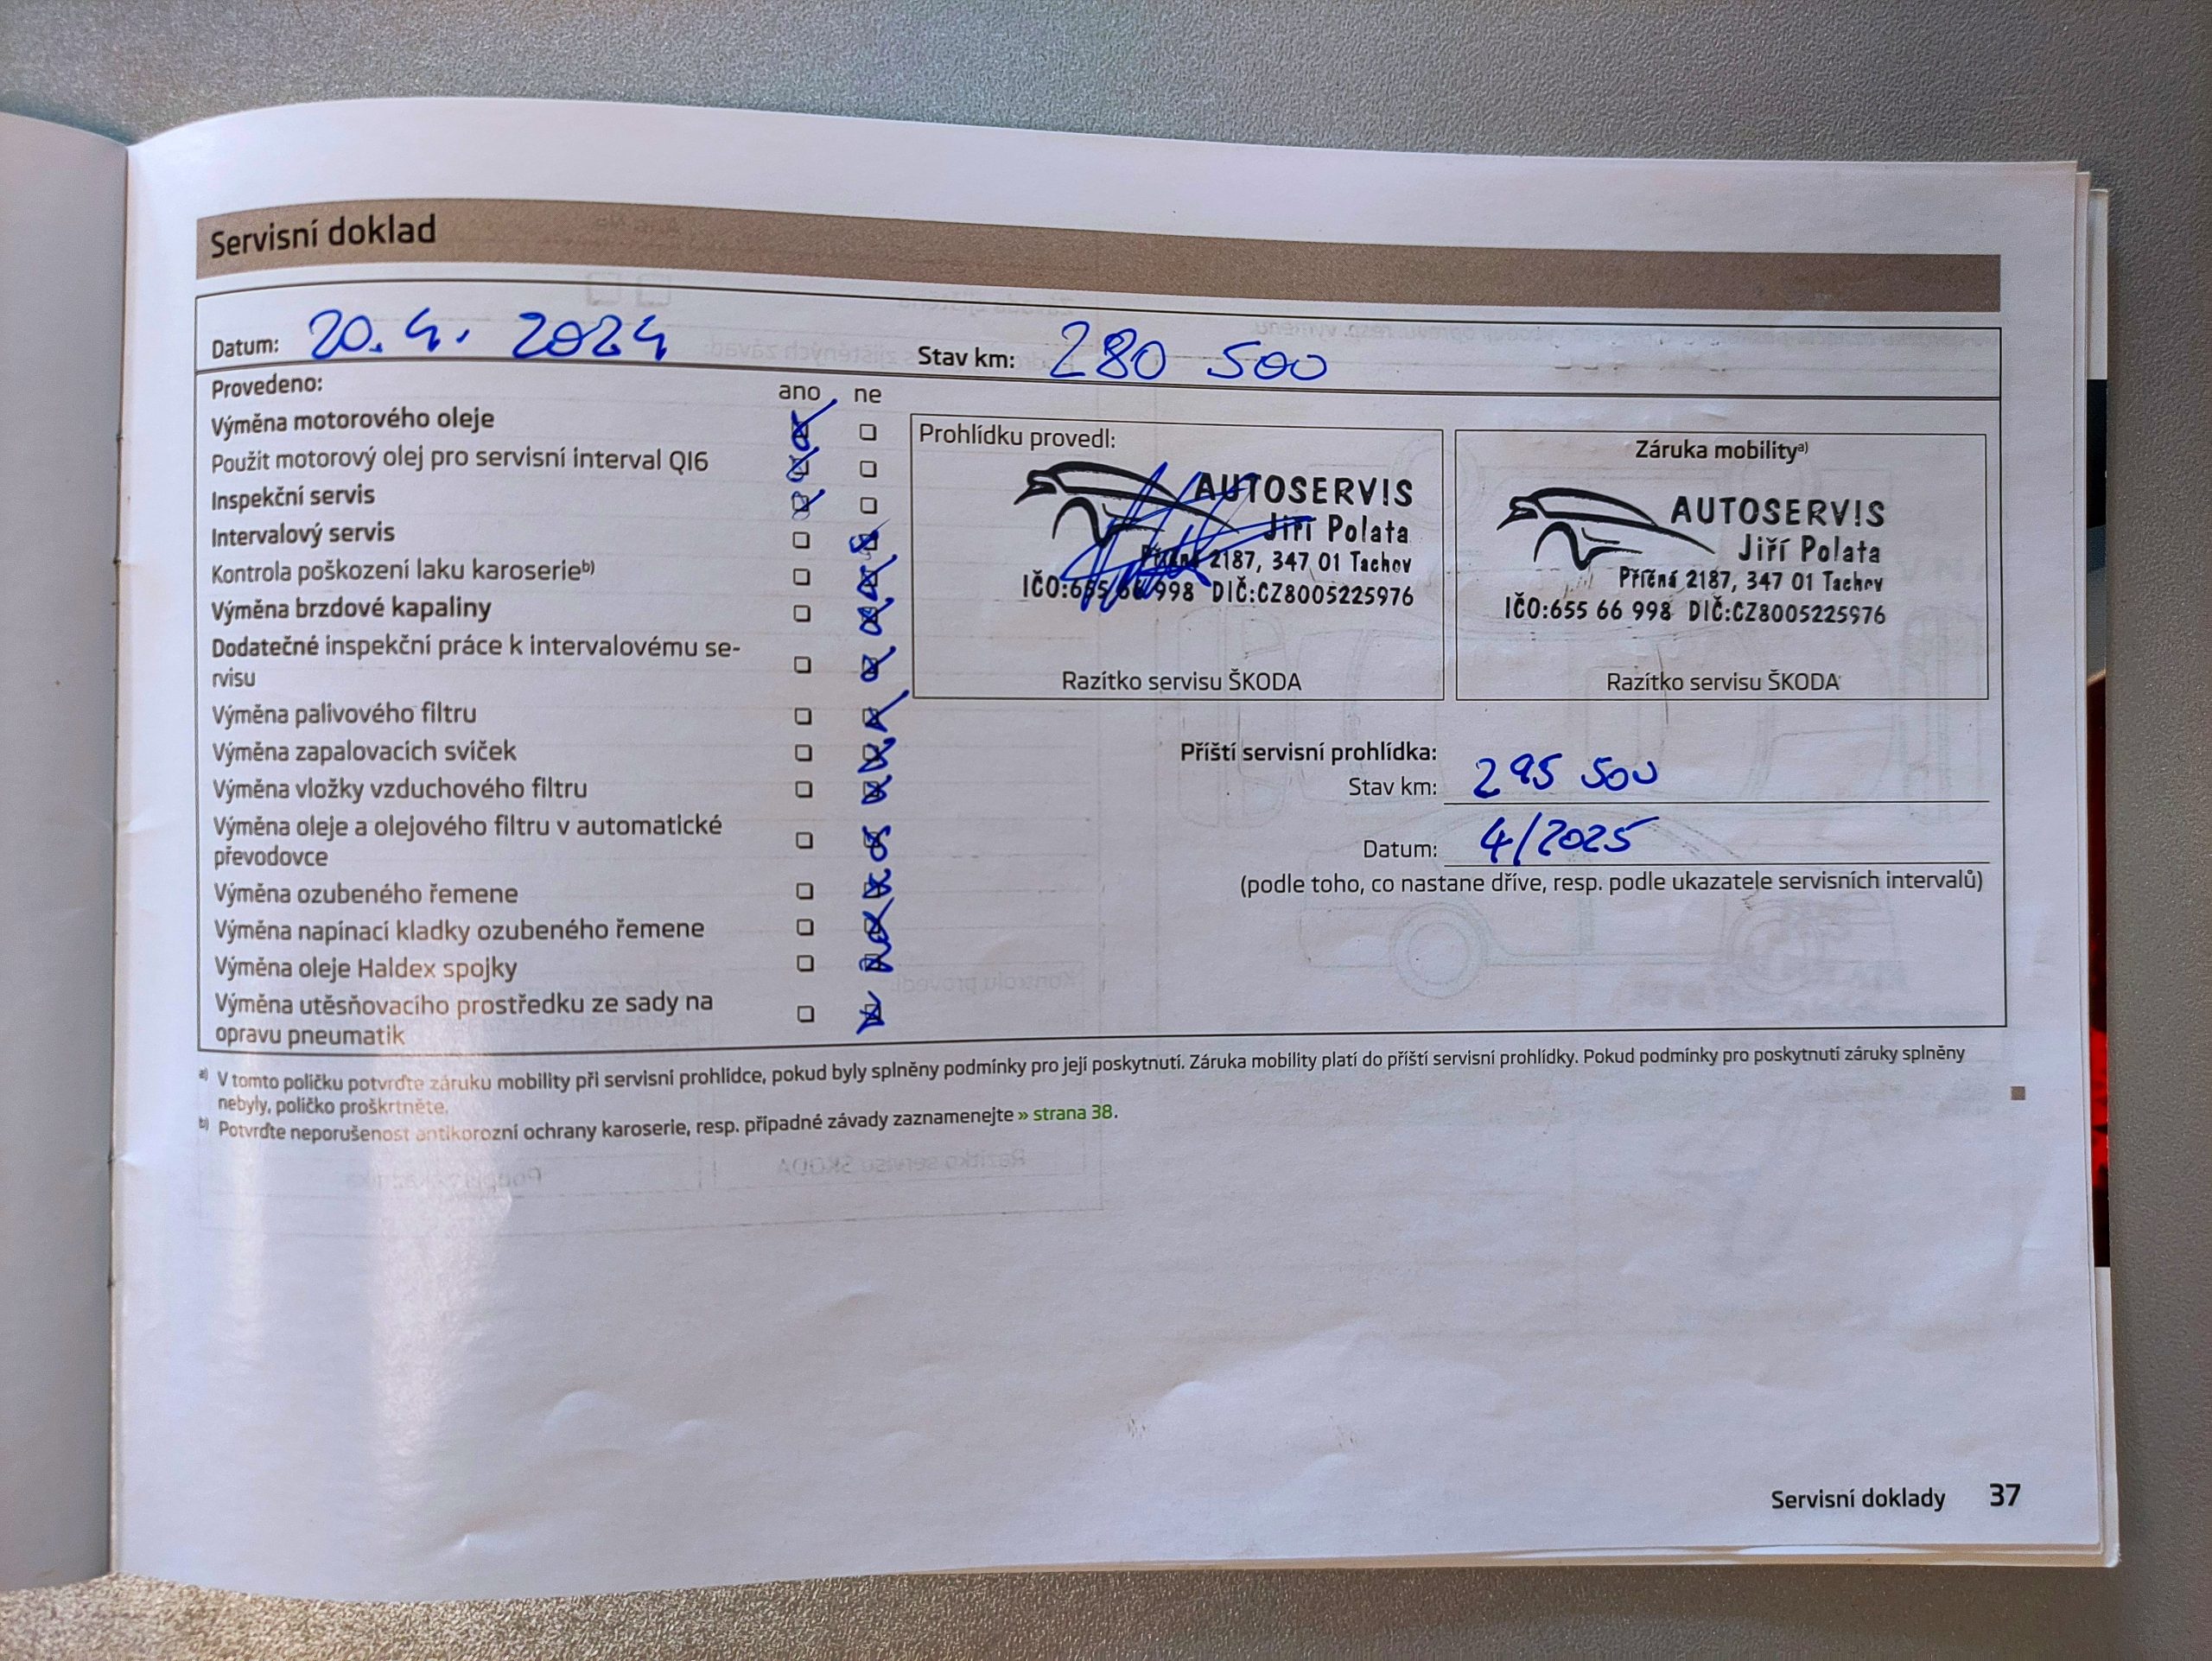 Servisní doklad
Datum: 20.4. 2024
Stav km: 280 500
Provedeno:
ano ne
Výměna motorového oleje
Použit motorový olej pro servisní interval QI6
Inspekční servis
Intervalový servis
Kontrola poškození laku karoserieb)
Výměna brzdové kapaliny
Dodatečné inspekční práce k intervalovému se-
rvisu
Výměna palivového filtru
Výměna zapalovacích svíček
Výměna vložky vzduchového filtru
Výměna oleje a olejového filtru v automatické
převodovce
Výměna ozubeného řemene
Výměna napínací kladky ozubeného řemene
Výměna oleje Haldex spojky
Výměna utěsňovacího prostředku ze sady na
opravu pneumatik
Prohlídku provedl:
AUTOSERVIS
Jiří Polata
Příčná 2187, 347 01 Tachov
IČO:655 66 998 DIČ:CZ8005225976
Razítko servisu ŠKODA
Záruka mobilitya)
AUTOSERVIS
Jiří Polata
Příčná 2187, 347 01 Tachov
IČO:655 66 998 DIČ:CZ8005225976
Razítko servisu ŠKODA
Příští servisní prohlídka:
Stav km: 295 500
Datum: 4/2025
(podle toho, co nastane dříve, resp. podle ukazatele servisních intervalů)
a) V tomto políčku potvrďte záruku mobility při servisní prohlídce, pokud byly splněny podmínky pro její poskytnutí. Záruka mobility platí do příští servisní prohlídky. Pokud podmínky pro poskytnutí záruky splněny
nebyly, políčko proškrtněte.
b) Potvrďte neporušenost antikorozní ochrany karoserie, resp. případné závady zaznamenejte » strana 38.
Servisní doklady 37